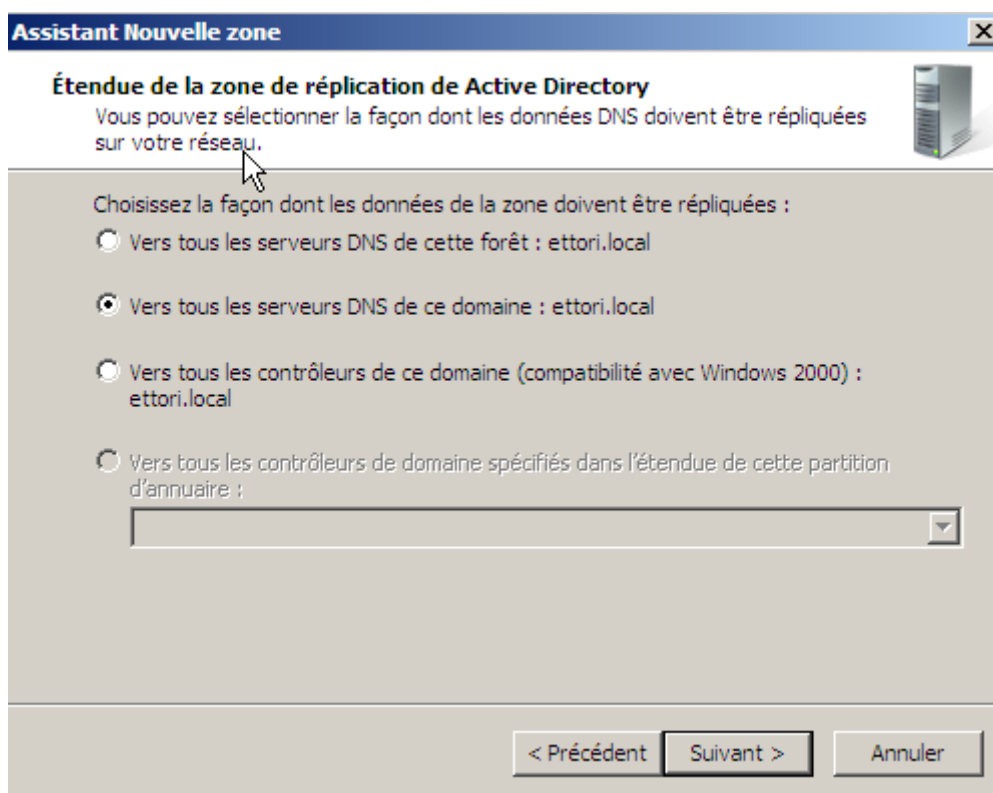 Assistant Nouvelle zone
Étendue de la zone de réplication de Active Directory
Vous pouvez sélectionner la façon dont les données DNS doivent être répliquées
sur votre réseau.
Choisissez la façon dont les données de la zone doivent être répliquées :
Vers tous les serveurs DNS de cette forêt : ettori.local
Vers tous les serveurs DNS de ce domaine : ettori.local
Vers tous les contrôleurs de ce domaine (compatibilité avec Windows 2000) :
ettori.local
Vers tous les contrôleurs de domaine spécifiés dans l'étendue de cette partition
d'annuaire :
< Précédent Suivant > Annuler